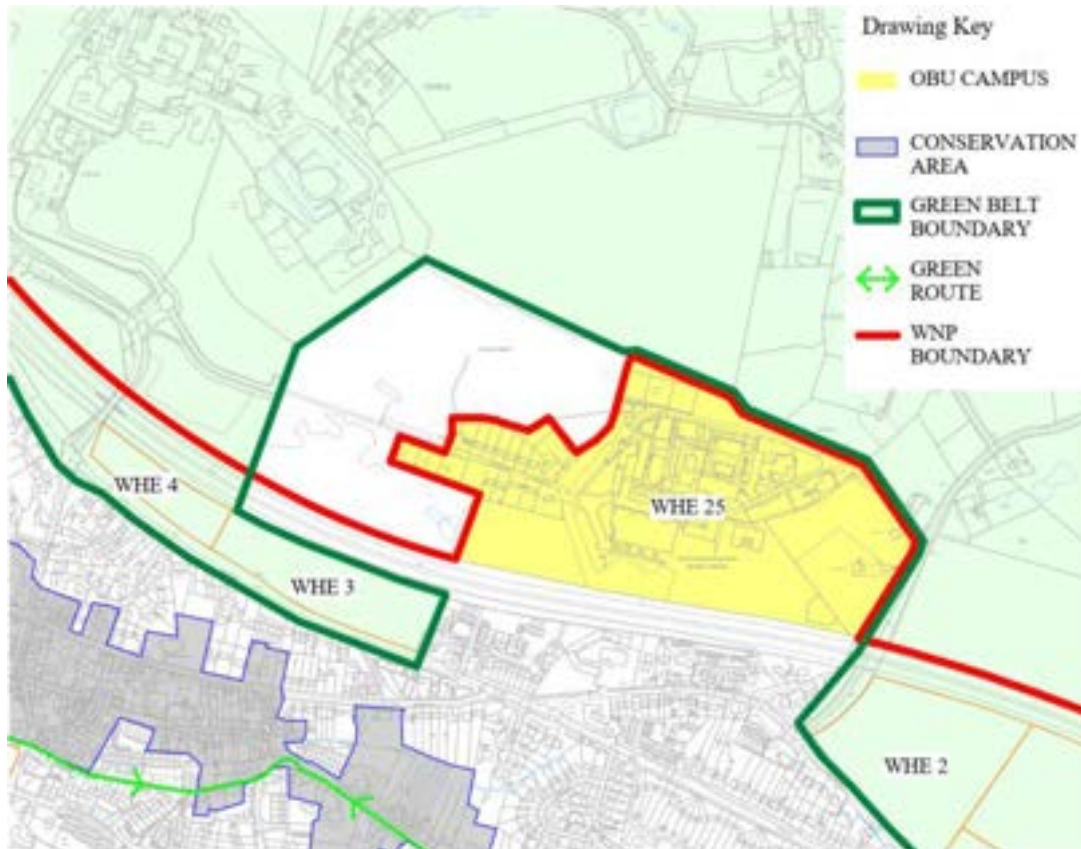 Drawing Key
OBU CAMPUS
CONSERVATION
AREA
GREEN BELT
BOUNDARY
GREEN
ROUTE
WNP
BOUNDARY
WHE 4
WHE 3
WHE 25
WHE 2